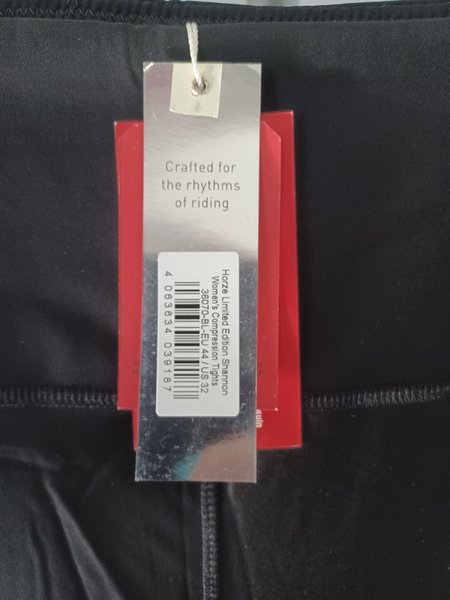 Crafted for
the rhythms
of riding
Horze Limited Edition Shannon
Women's Compression Tights
36070-BL-EU 44 / US 32
4 063634 039187